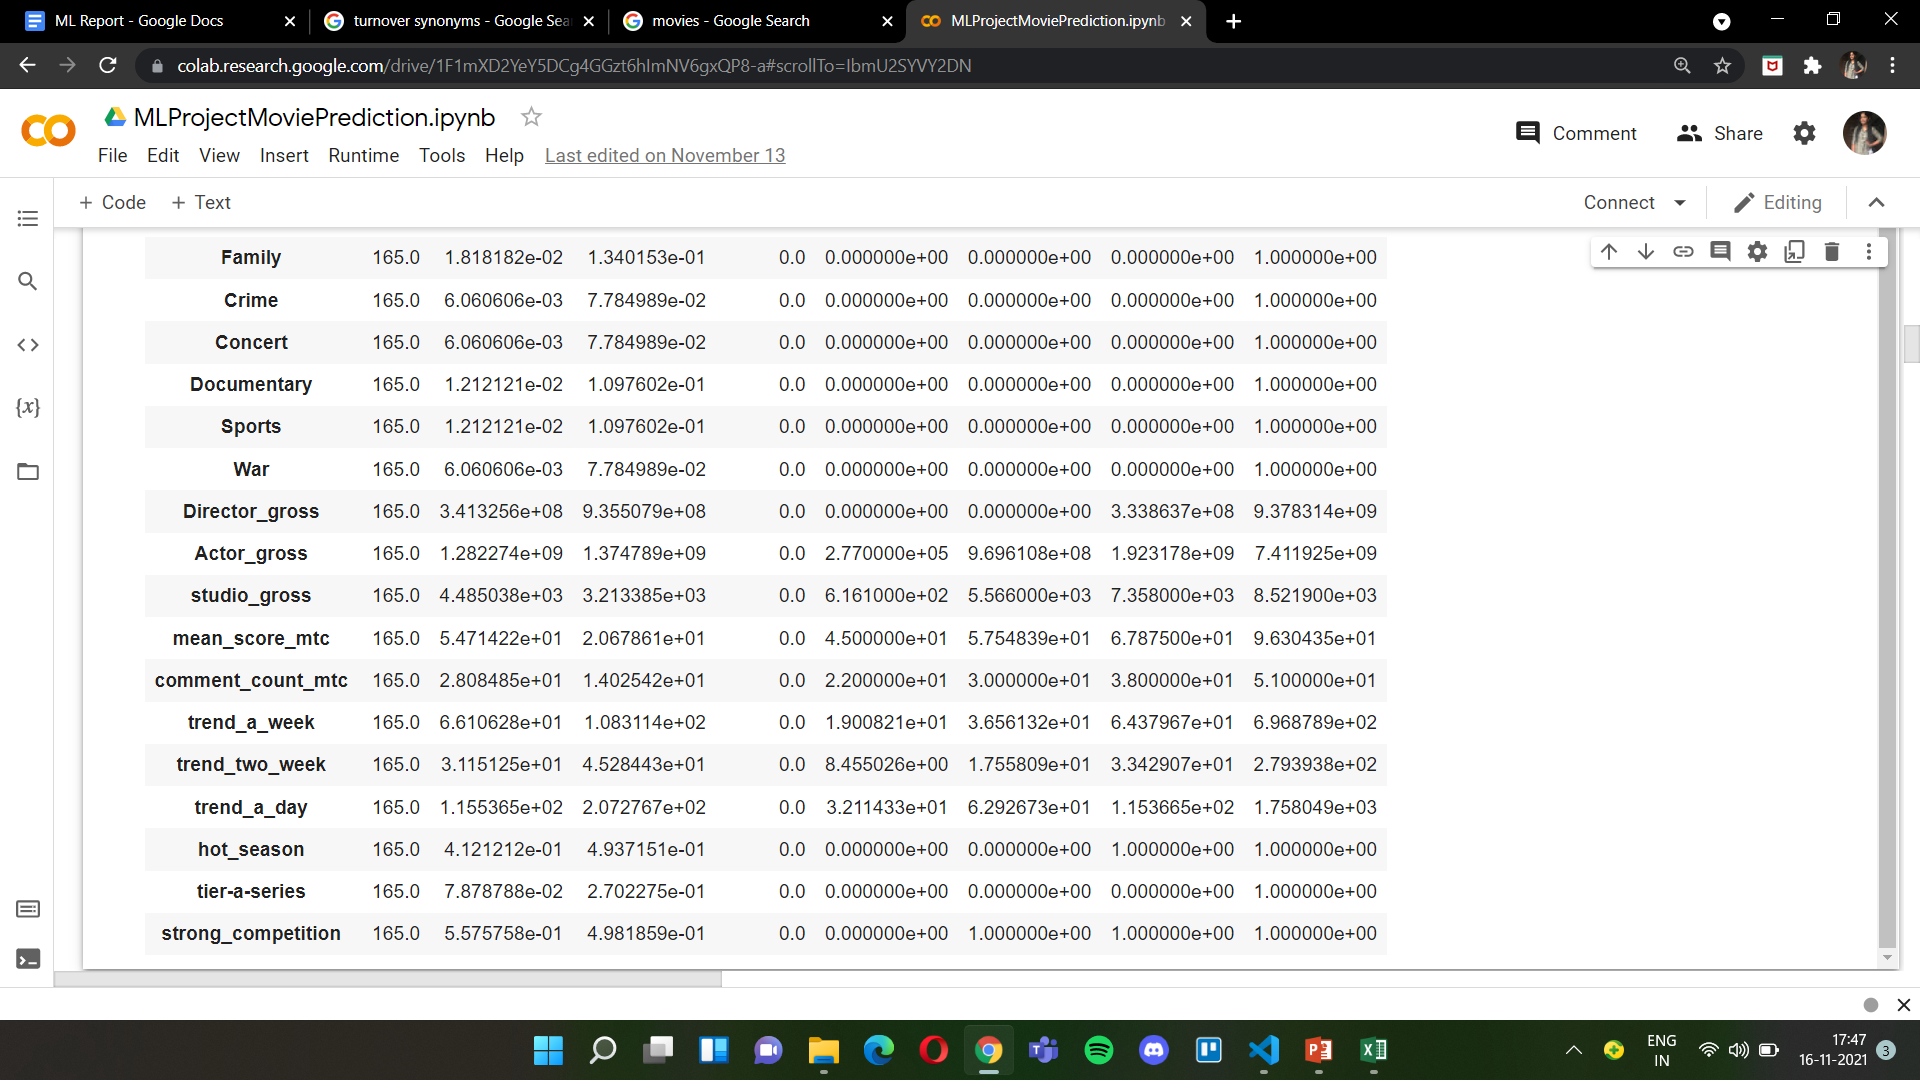 ML Report - Google Docs
turnover synonyms - Google Sea
movies - Google Search
MLProjectMoviePrediction.ipynb
colab.research.google.com/drive/1F1mXD2YeY5DCg4GGzt6hImNV6gxQP8-a#scrollTo=IbmU2SYVY2DN
MLProjectMoviePrediction.ipynb
Comment
Share
File Edit View Insert Runtime Tools Help Last edited on November 13
+ Code + Text
Connect
Editing
Family 165.0 1.818182e-02 1.340153e-01 0.0 0.000000e+00 0.000000e+00 0.000000e+00 1.000000e+00
Crime 165.0 6.060606e-03 7.784989e-02 0.0 0.000000e+00 0.000000e+00 0.000000e+00 1.000000e+00
Concert 165.0 6.060606e-03 7.784989e-02 0.0 0.000000e+00 0.000000e+00 0.000000e+00 1.000000e+00
Documentary 165.0 1.212121e-02 1.097602e-01 0.0 0.000000e+00 0.000000e+00 0.000000e+00 1.000000e+00
Sports 165.0 1.212121e-02 1.097602e-01 0.0 0.000000e+00 0.000000e+00 0.000000e+00 1.000000e+00
War 165.0 6.060606e-03 7.784989e-02 0.0 0.000000e+00 0.000000e+00 0.000000e+00 1.000000e+00
Director_gross 165.0 3.413256e+08 9.355079e+08 0.0 0.000000e+00 0.000000e+00 3.338637e+08 9.378314e+09
Actor_gross 165.0 1.282274e+09 1.374789e+09 0.0 2.770000e+05 9.696108e+08 1.923178e+09 7.411925e+09
studio_gross 165.0 4.485038e+03 3.213385e+03 0.0 6.161000e+02 5.566000e+03 7.358000e+03 8.521900e+03
mean_score_mtc 165.0 5.471422e+01 2.067861e+01 0.0 4.500000e+01 5.754839e+01 6.787500e+01 9.630435e+01
comment_count_mtc 165.0 2.808485e+01 1.402542e+01 0.0 2.200000e+01 3.000000e+01 3.800000e+01 5.100000e+01
trend_a_week 165.0 6.610628e+01 1.083114e+02 0.0 1.900821e+01 3.656132e+01 6.437967e+01 6.968789e+02
trend_two_week 165.0 3.115125e+01 4.528443e+01 0.0 8.455026e+00 1.755809e+01 3.342907e+01 2.793938e+02
trend_a_day 165.0 1.155365e+02 2.072767e+02 0.0 3.211433e+01 6.292673e+01 1.153665e+02 1.758049e+03
hot_season 165.0 4.121212e-01 4.937151e-01 0.0 0.000000e+00 0.000000e+00 1.000000e+00 1.000000e+00
tier-a-series 165.0 7.878788e-02 2.702275e-01 0.0 0.000000e+00 0.000000e+00 0.000000e+00 1.000000e+00
strong_competition 165.0 5.575758e-01 4.981859e-01 0.0 0.000000e+00 1.000000e+00 1.000000e+00 1.000000e+00
ENG
IN
17:47
16-11-2021
3